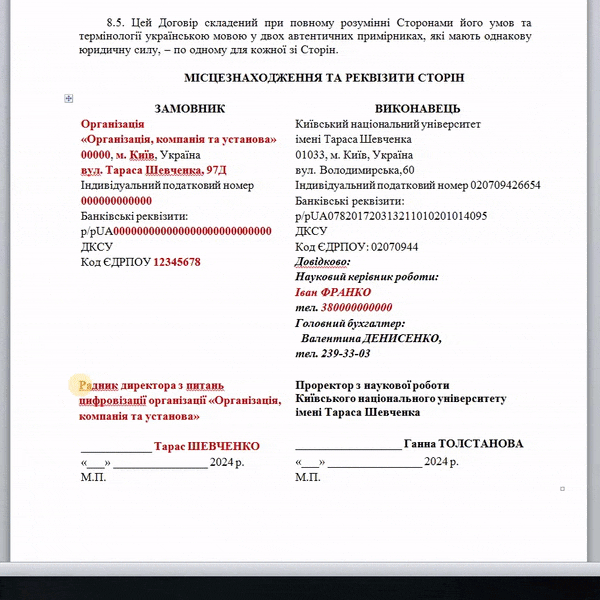 8.5. Цей Договір складений при повному розумінні Сторонами його умов та
термінології українською мовою у двох автентичних примірниках, які мають однакову
юридичну силу, – по одному для кожної зі Сторін.
МІСЦЕЗНАХОДЖЕННЯ ТА РЕКВІЗИТИ СТОРІН
ЗАМОВНИК
Організація
«Організація, компанія та установа»
00000, м. Київ, Україна
вул. Тараса Шевченка, 97Д
Індивідуальний податковий номер
000000000000
Банківські реквізити:
р/рUA000000000000000000000000000
ДКСУ
Код ЄДРПОУ 12345678
ВИКОНАВЕЦЬ
Київський національний університет
імені Тараса Шевченка
01033, м. Київ, Україна
вул. Володимирська,60
Індивідуальний податковий номер 020709426654
Банківські реквізити:
р/рUA078201720313211010201014095
ДКСУ
Код ЄДРПОУ: 02070944
Довідково:
Науковий керівник роботи:
Іван ФРАНКО
тел. 380000000000
Головний бухгалтер:
Валентина ДЕНИСЕНКО,
тел. 239-33-03
Радник директора з питань
цифровізації організації «Організація,
компанія та установа»
_____________ Тарас ШЕВЧЕНКО
«___» _________________ 2024 р.
М.П.
Проректор з наукової роботи
Київського національного університету
імені Тараса Шевченка
___________________ Ганна ТОЛСТАНОВА
«___» _________________ 2024 р.
М.П.